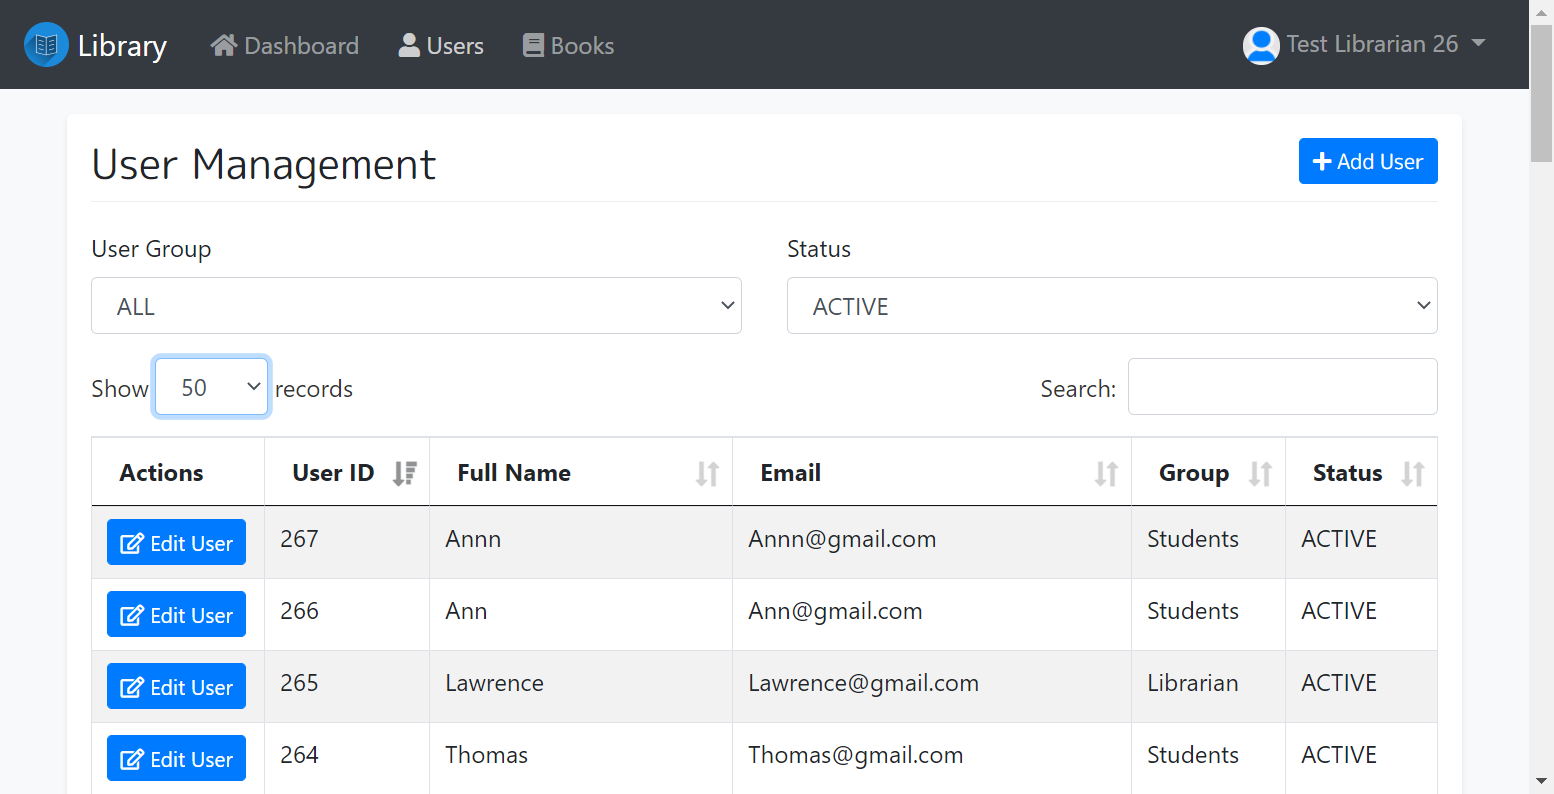 Library Dashboard Users Books Test Librarian 26
User Management
Add User
User Group Status
ALL ACTIVE
Show 50 records Search:
Actions User ID Full Name Email Group Status
Edit User 267 Annn Annn@gmail.com Students ACTIVE
Edit User 266 Ann Ann@gmail.com Students ACTIVE
Edit User 265 Lawrence Lawrence@gmail.com Librarian ACTIVE
Edit User 264 Thomas Thomas@gmail.com Students ACTIVE